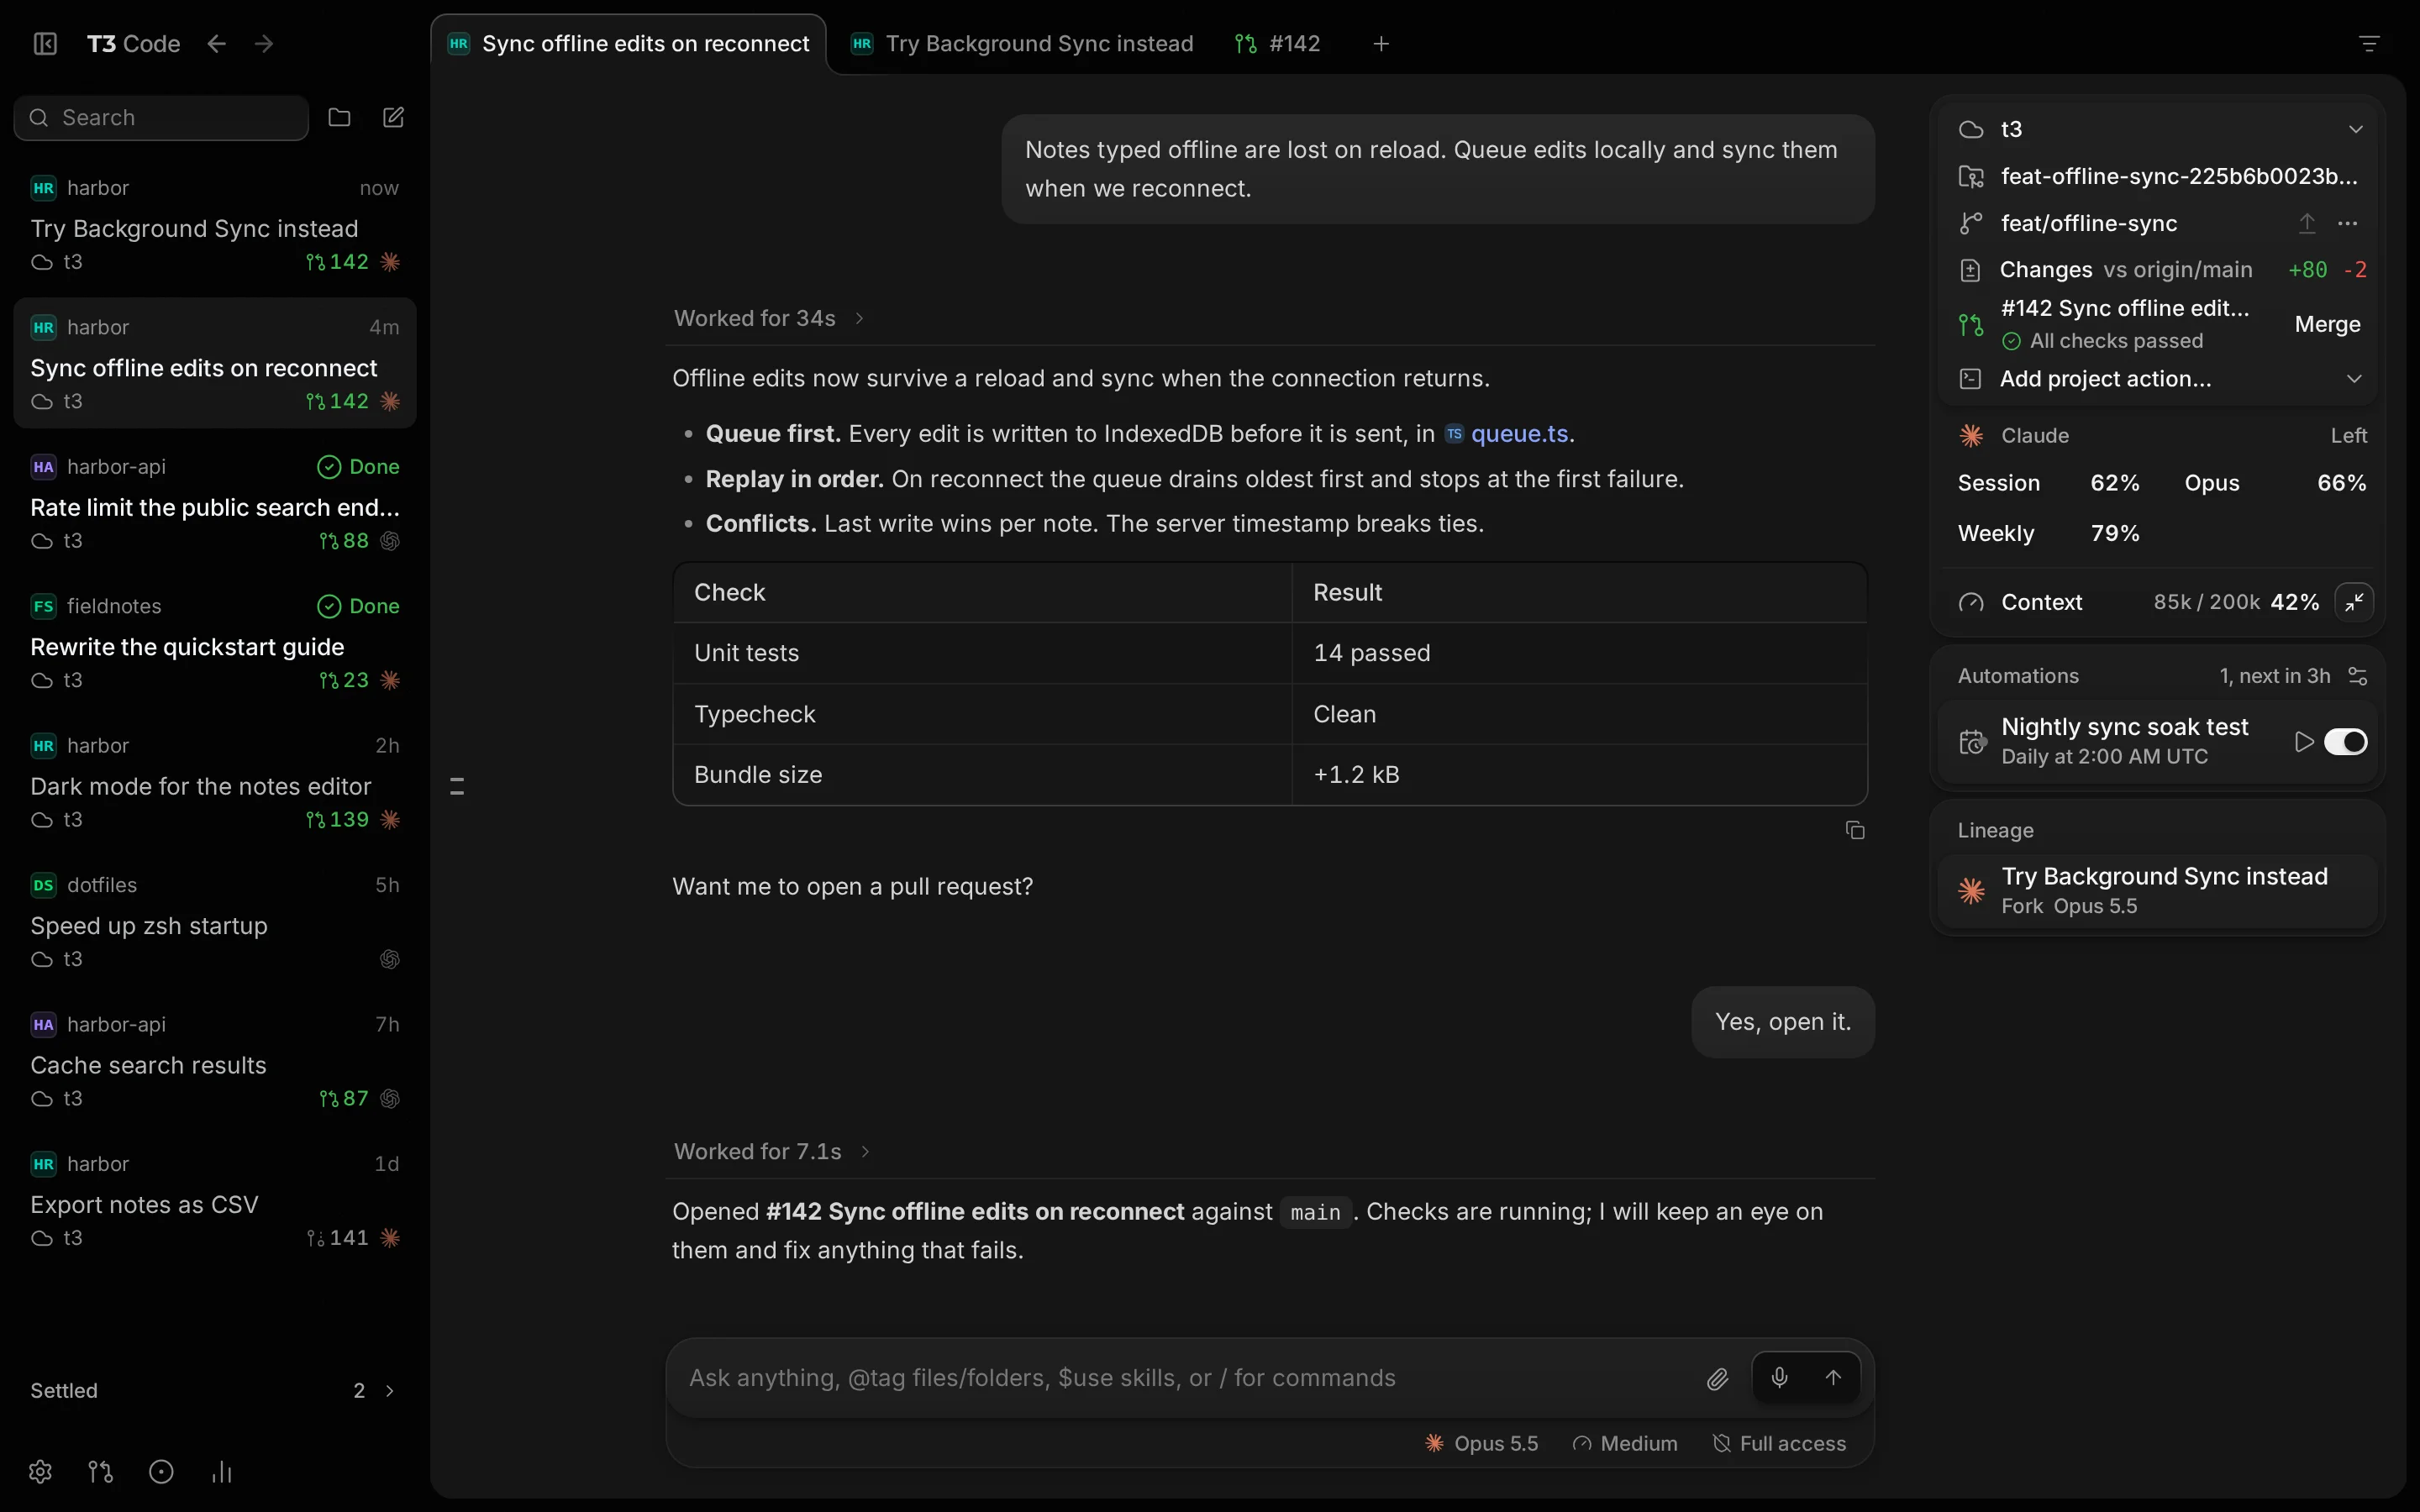 T3 Code
Search
HR harbor now
Try Background Sync instead
t3 142
HR harbor 4m
Sync offline edits on reconnect
t3 142
HA harbor-api Done
Rate limit the public search end...
t3 88
FS fieldnotes Done
Rewrite the quickstart guide
t3 23
HR harbor 2h
Dark mode for the notes editor
t3 139
DS dotfiles 5h
Speed up zsh startup
t3
HA harbor-api 7h
Cache search results
t3 87
HR harbor 1d
Export notes as CSV
t3 141
Settled 2
HR Sync offline edits on reconnect
HR Try Background Sync instead
#142
Notes typed offline are lost on reload. Queue edits locally and sync them
when we reconnect.
Worked for 34s
Offline edits now survive a reload and sync when the connection returns.
• Queue first. Every edit is written to IndexedDB before it is sent, in TS queue.ts.
• Replay in order. On reconnect the queue drains oldest first and stops at the first failure.
• Conflicts. Last write wins per note. The server timestamp breaks ties.
Check Result
Unit tests 14 passed
Typecheck Clean
Bundle size +1.2 kB
Want me to open a pull request?
Yes, open it.
Worked for 7.1s
Opened #142 Sync offline edits on reconnect against main. Checks are running; I will keep an eye on
them and fix anything that fails.
Ask anything, @tag files/folders, $use skills, or / for commands
Opus 5.5 Medium Full access
t3
feat-offline-sync-225b6b0023b...
feat/offline-sync
Changes vs origin/main +80 -2
#142 Sync offline edit...
All checks passed
Merge
Add project action...
Claude Left
Session 62% Opus 66%
Weekly 79%
Context 85k / 200k 42%
Automations 1, next in 3h
Nightly sync soak test
Daily at 2:00 AM UTC
Lineage
Try Background Sync instead
Fork Opus 5.5